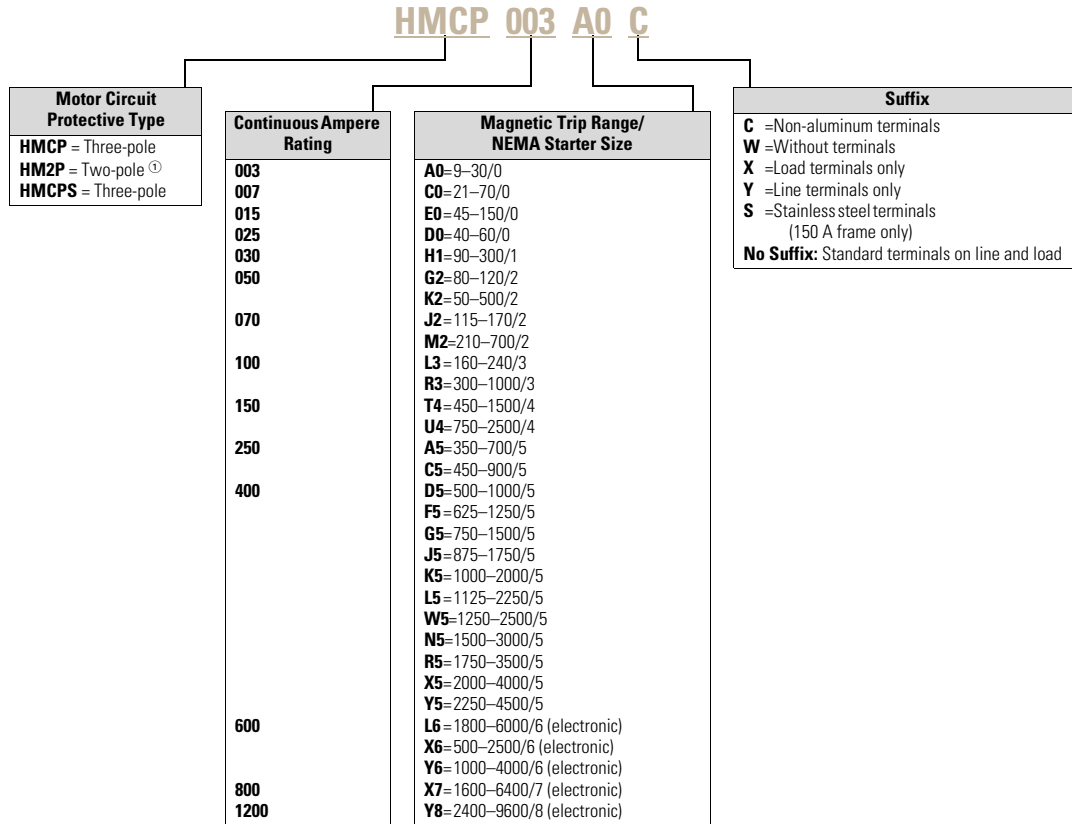 HMCP 003 A0 C
Motor Circuit
Protective Type
HMCP = Three-pole
HM2P = Two-pole ①
HMCPS = Three-pole
Continuous Ampere
Rating
003
007
015
025
030
050
070
100
150
250
400
600
800
1200
Magnetic Trip Range/
NEMA Starter Size
A0=9–30/0
C0=21–70/0
E0=45–150/0
D0=40–60/0
H1=90–300/1
G2=80–120/2
K2=50–500/2
J2=115–170/2
M2=210–700/2
L3=160–240/3
R3=300–1000/3
T4=450–1500/4
U4=750–2500/4
A5=350–700/5
C5=450–900/5
D5=500–1000/5
F5=625–1250/5
G5=750–1500/5
J5=875–1750/5
K5=1000–2000/5
L5=1125–2250/5
W5=1250–2500/5
N5=1500–3000/5
R5=1750–3500/5
X5=2000–4000/5
Y5=2250–4500/5
L6=1800–6000/6 (electronic)
X6=500–2500/6 (electronic)
Y6=1000–4000/6 (electronic)
X7=1600–6400/7 (electronic)
Y8=2400–9600/8 (electronic)
Suffix
C =Non-aluminum terminals
W =Without terminals
X =Load terminals only
Y =Line terminals only
S =Stainless steel terminals
(150 A frame only)
No Suffix: Standard terminals on line and load